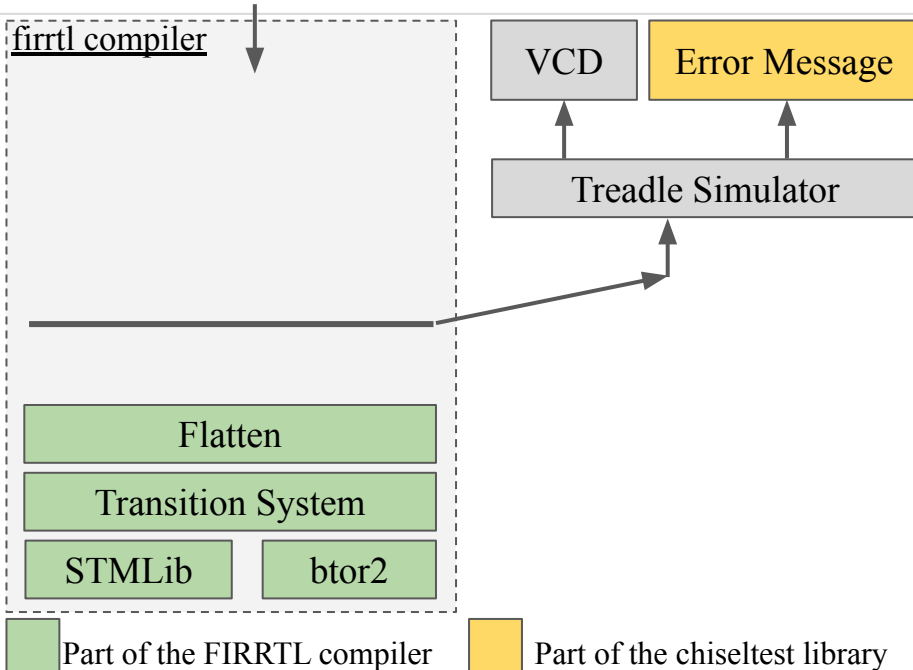 firrtl compiler
VCD
Error Message
Treadle Simulator
Flatten
Transition System
STMLib
btor2
Part of the FIRRTL compiler
Part of the chiseltest library